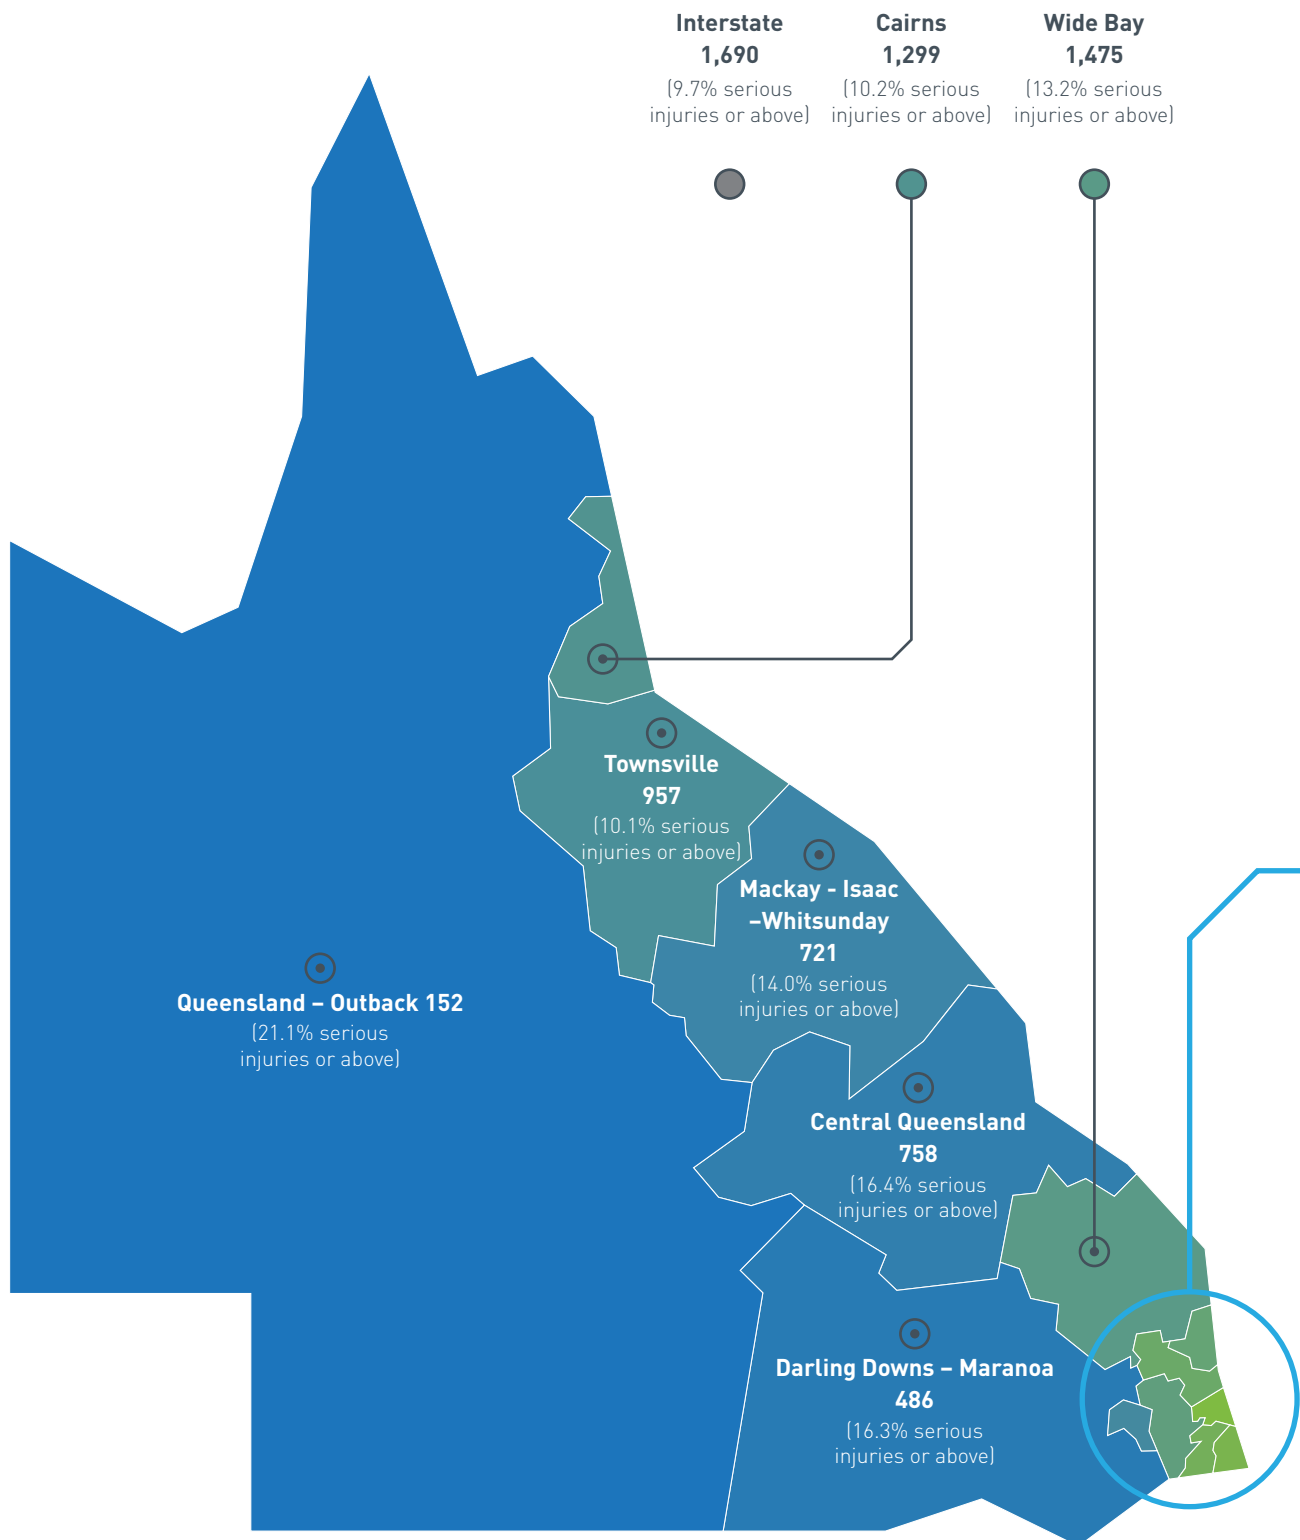 Interstate
1,690
(9.7% serious
injuries or above)
Cairns
1,299
(10.2% serious
injuries or above)
Wide Bay
1,475
(13.2% serious
injuries or above)
Townsville
957
(10.1% serious
injuries or above)
Mackay - Isaac
–Whitsunday
721
(14.0% serious
injuries or above)
Queensland – Outback 152
(21.1% serious
injuries or above)
Central Queensland
758
(16.4% serious
injuries or above)
Darling Downs – Maranoa
486
(16.3% serious
injuries or above)